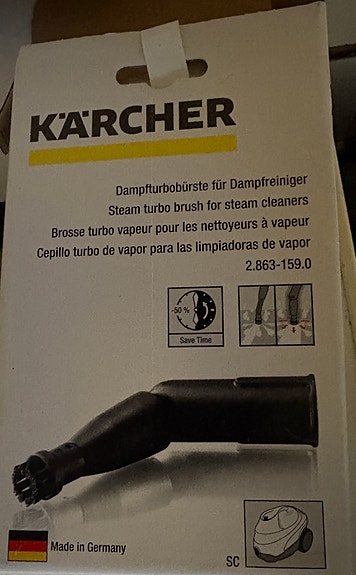 KÄRCHER
Dampfturbobürste für Dampfreiniger
Steam turbo brush for steam cleaners
Brosse turbo vapeur pour les nettoyeurs à vapeur
Cepillo turbo de vapor para las limpiadoras de vapor
2.863-159.0
-50 %
Save Time
Made in Germany
SC